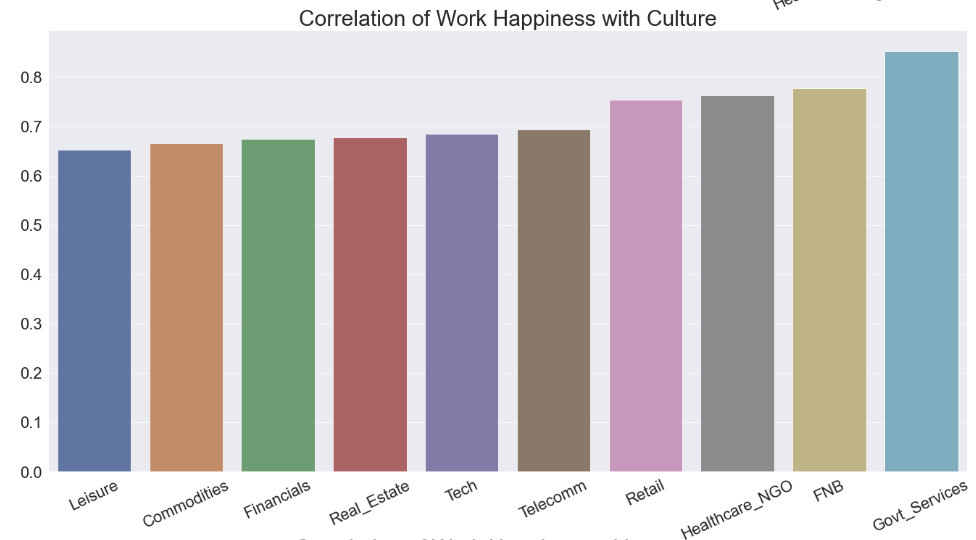 Correlation of Work Happiness with Culture
0.8
0.7
0.6
0.5
0.4
0.3
0.2
0.1
0.0
Leisure
Commodities
Financials
Real_Estate
Tech
Telecomm
Retail
Healthcare_NGO
FNB
Govt_Services